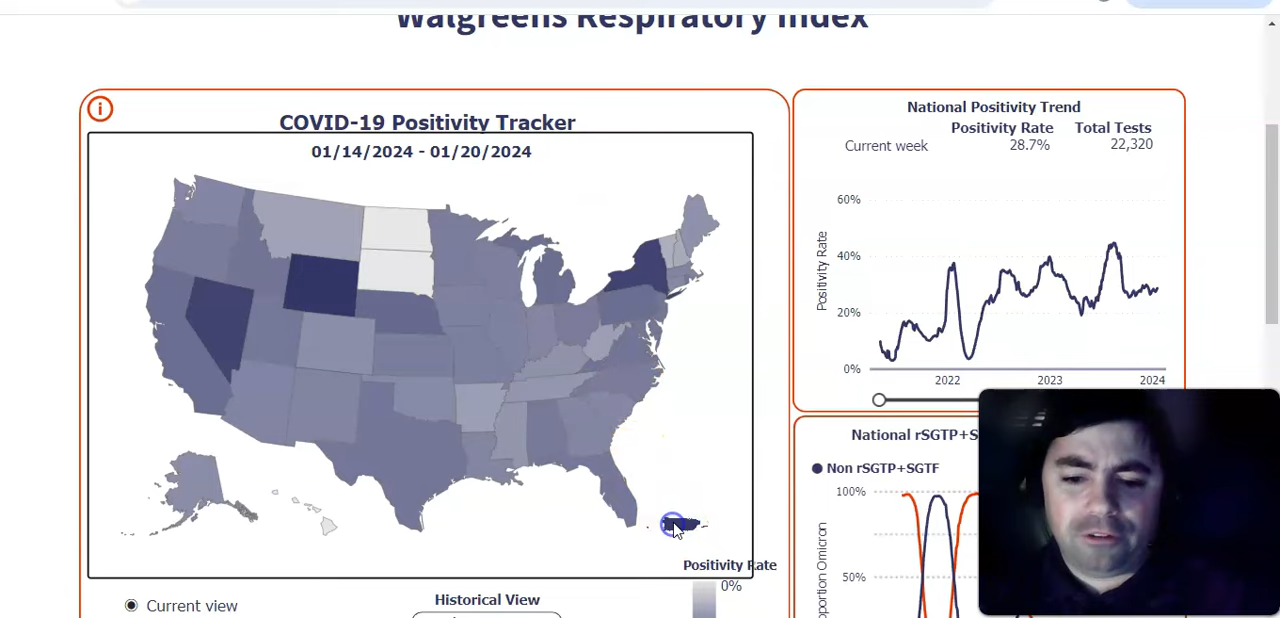 Walgreens Respiratory Index
COVID-19 Positivity Tracker
01/14/2024 - 01/20/2024
Positivity Rate
0%
Current view
Historical View
National Positivity Trend
Positivity Rate Total Tests
Current week 28.7% 22,320
60%
40%
20%
0%
Positivity Rate
2022 2023 2024
National rSGTP+S
Non rSGTP+SGTF
100%
50%
oportion Omicron